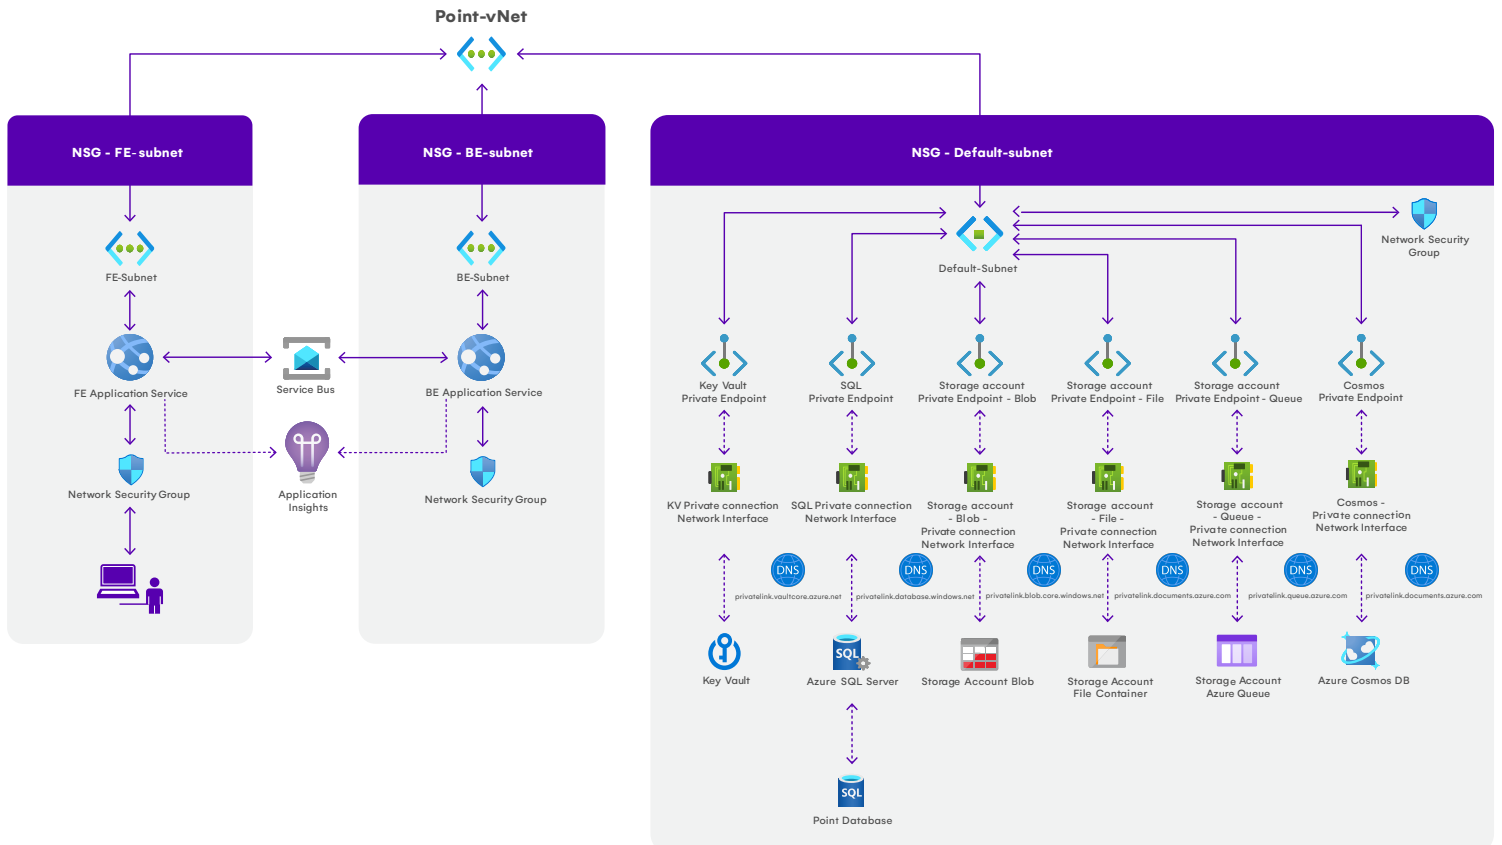 Point-vNet
NSG - FE- subnet
NSG - BE-subnet
NSG - Default-subnet
FE-Subnet
BE-Subnet
Default-Subnet
Network Security
Group
FE Application Service
Service Bus
BE Application Service
Network Security Group
Application
Insights
Network Security Group
Key Vault
Private Endpoint
SQL
Private Endpoint
Storage account
Private Endpoint - Blob
Storage account
Private Endpoint - File
Storage account
Private Endpoint - Queue
Cosmos
Private Endpoint
KV Private connection
Network Interface
SQL Private connection
Network Interface
Storage account
- Blob -
Private connection
Network Interface
Storage account
- File -
Private connection
Network Interface
Storage account
- Queue -
Private connection
Network Interface
Cosmos -
Private connection
Network Interface
DNS
DNS
DNS
DNS
DNS
DNS
privatelink.vaultcore.azure.net
privatelink.database.windows.net
privatelink.blob.core.windows.net
privatelink.documents.azure.com
privatelink.queue.azure.com
privatelink.documents.azure.com
Key Vault
SQL
Azure SQL Server
Storage Account Blob
Storage Account
File Container
Storage Account
Azure Queue
Azure Cosmos DB
SQL
Point Database